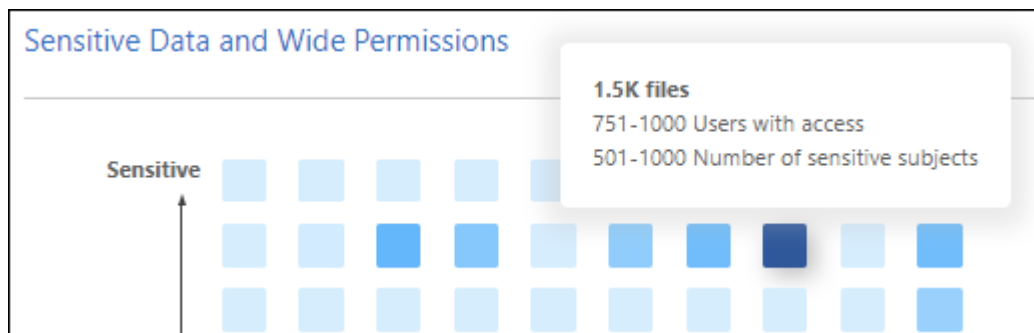 Sensitive Data and Wide Permissions
1.5K files
751-1000 Users with access
501-1000 Number of sensitive subjects
Sensitive